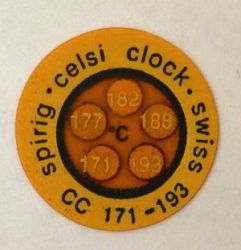 spirig · celsi clock · swiss
CC 171-193
182
177 188
°C
171 193